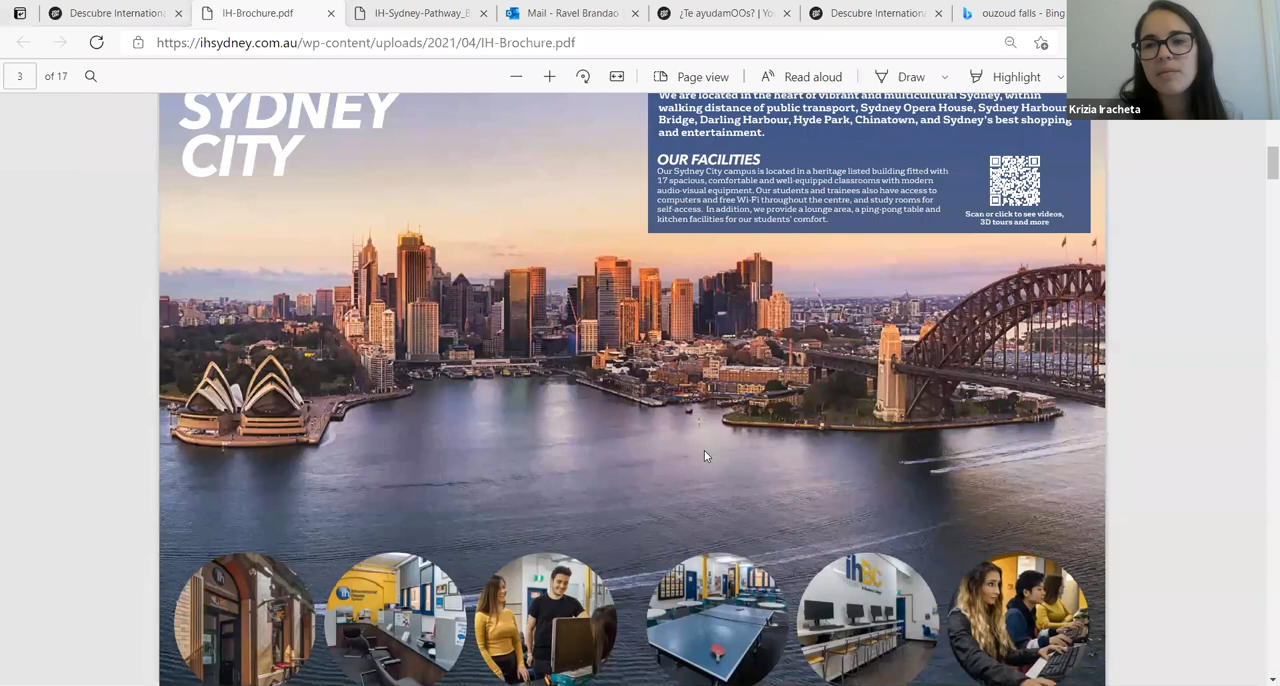 Descubre Internationa
IH-Brochure.pdf
IH-Sydney-Pathway_B
Mail - Ravel Brandao
¿Te ayudamOOs? | Yo
Descubre Internationa
ouzoud falls - Bing
https://ihsydney.com.au/wp-content/uploads/2021/04/IH-Brochure.pdf
3 of 17
Page view
Read aloud
Draw
Highlight
Krizia Iracheta
SYDNEY
CITY
We are located in the heart of vibrant and multicultural Sydney, within
walking distance of public transport, Sydney Opera House, Sydney Harbour
Bridge, Darling Harbour, Hyde Park, Chinatown, and Sydney's best shopping
and entertainment.
OUR FACILITIES
Our Sydney City campus is located in a heritage listed building fitted with
17 spacious, comfortable and well-equipped classrooms with modern
audio-visual equipment. Our students and trainees also have access to
computers and free Wi-Fi throughout the centre, and study rooms for
self-access. In addition, we provide a lounge area, a ping-pong table and
kitchen facilities for our students' comfort.
Scan or click to see videos,
3D tours and more
ih
ihBC